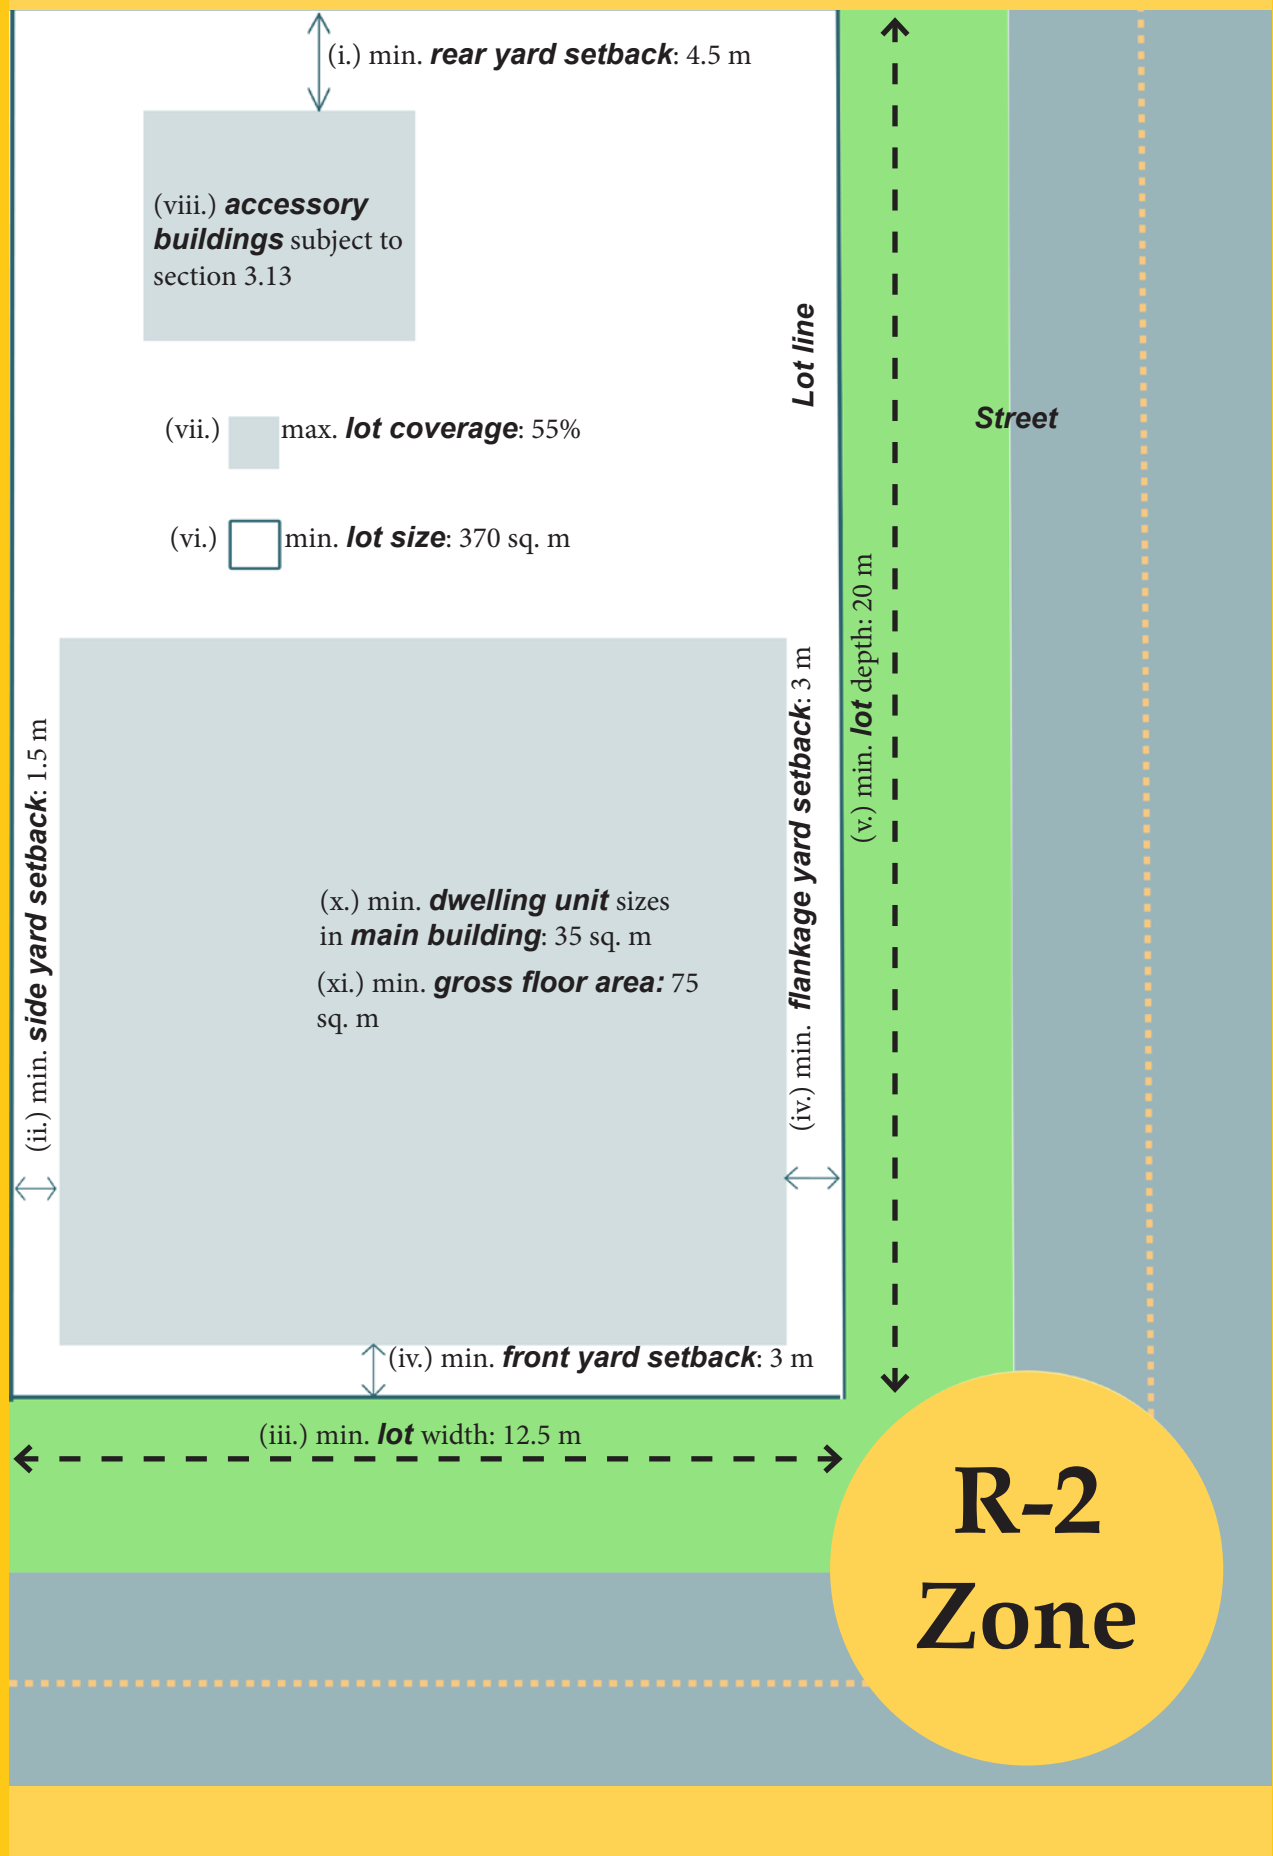 (i.) min. rear yard setback: 4.5 m
(viii.) accessory
buildings subject to
section 3.13
Lot line
Street
(vii.) max. lot coverage: 55%
(vi.) min. lot size: 370 sq. m
(v.) min. lot depth: 20 m
(ii.) min. side yard setback: 1.5 m
(iv.) min. flankage yard setback: 3 m
(x.) min. dwelling unit sizes
in main building: 35 sq. m
(xi.) min. gross floor area: 75
sq. m
(iv.) min. front yard setback: 3 m
(iii.) min. lot width: 12.5 m
R-2
Zone